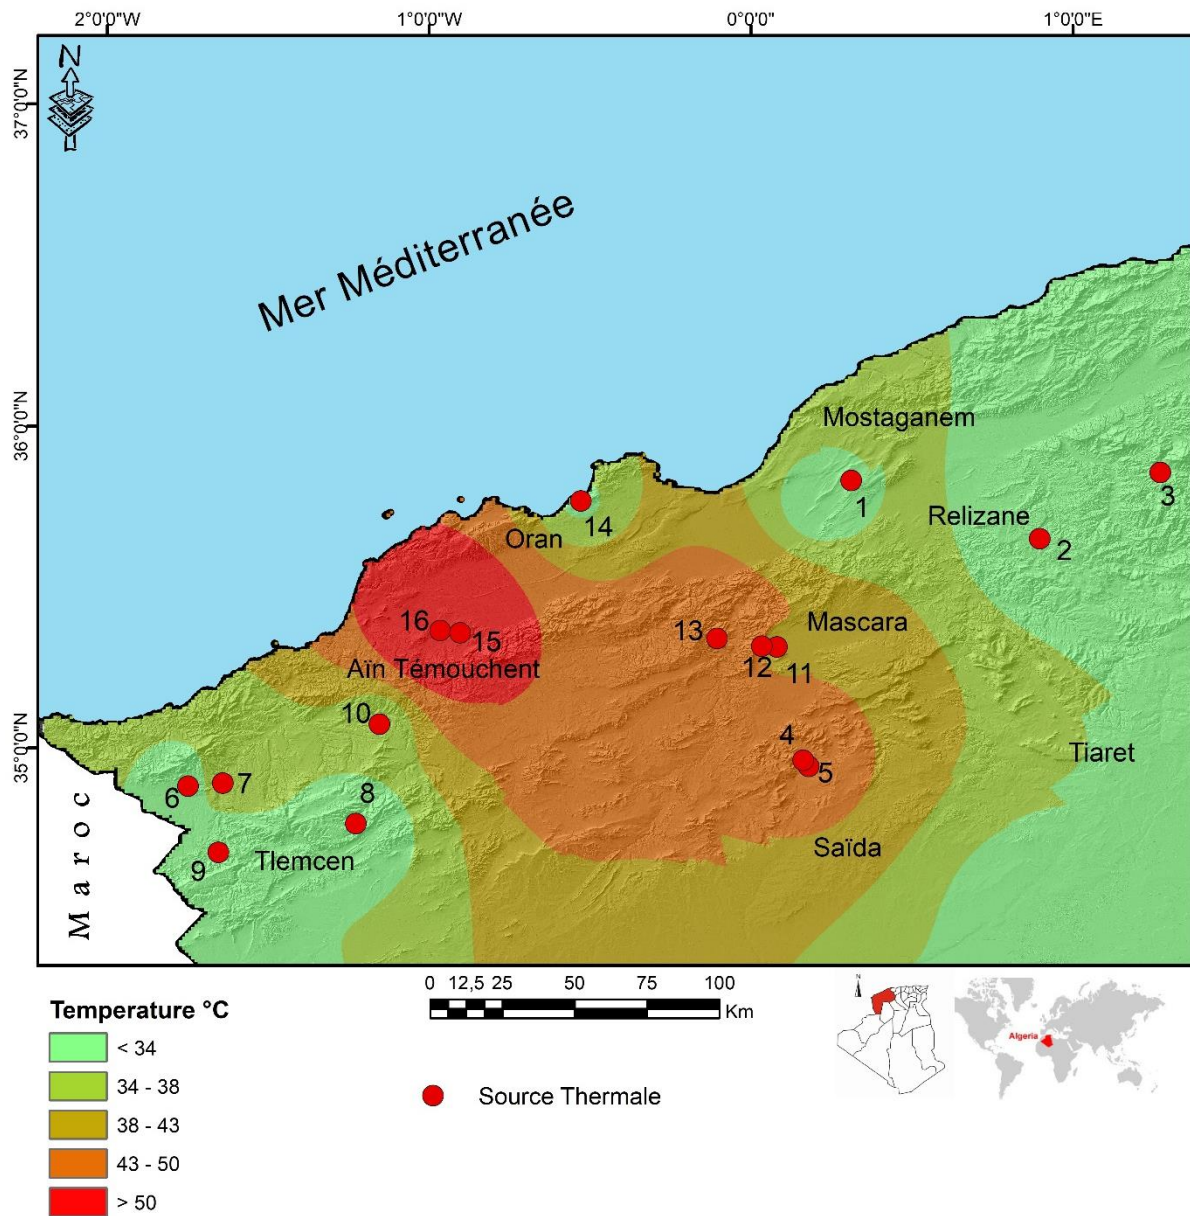 2°0'0"W 1°0'0"W 0°0'0" 1°0'0"E
37°0'0"N
36°0'0"N
35°0'0"N
N
Mer Méditerranée
Mostaganem
1
3
Relizane
2
14
Oran
16
15
13
Mascara
12
11
Aïn Témouchent
10
4
5
Tiaret
6
7
8
Saïda
9
Tlemcen
Maroc
0 12,5 25 50 75 100
Km
Temperature °C
< 34
34 - 38
38 - 43
43 - 50
> 50
Source Thermale
N
Algeria